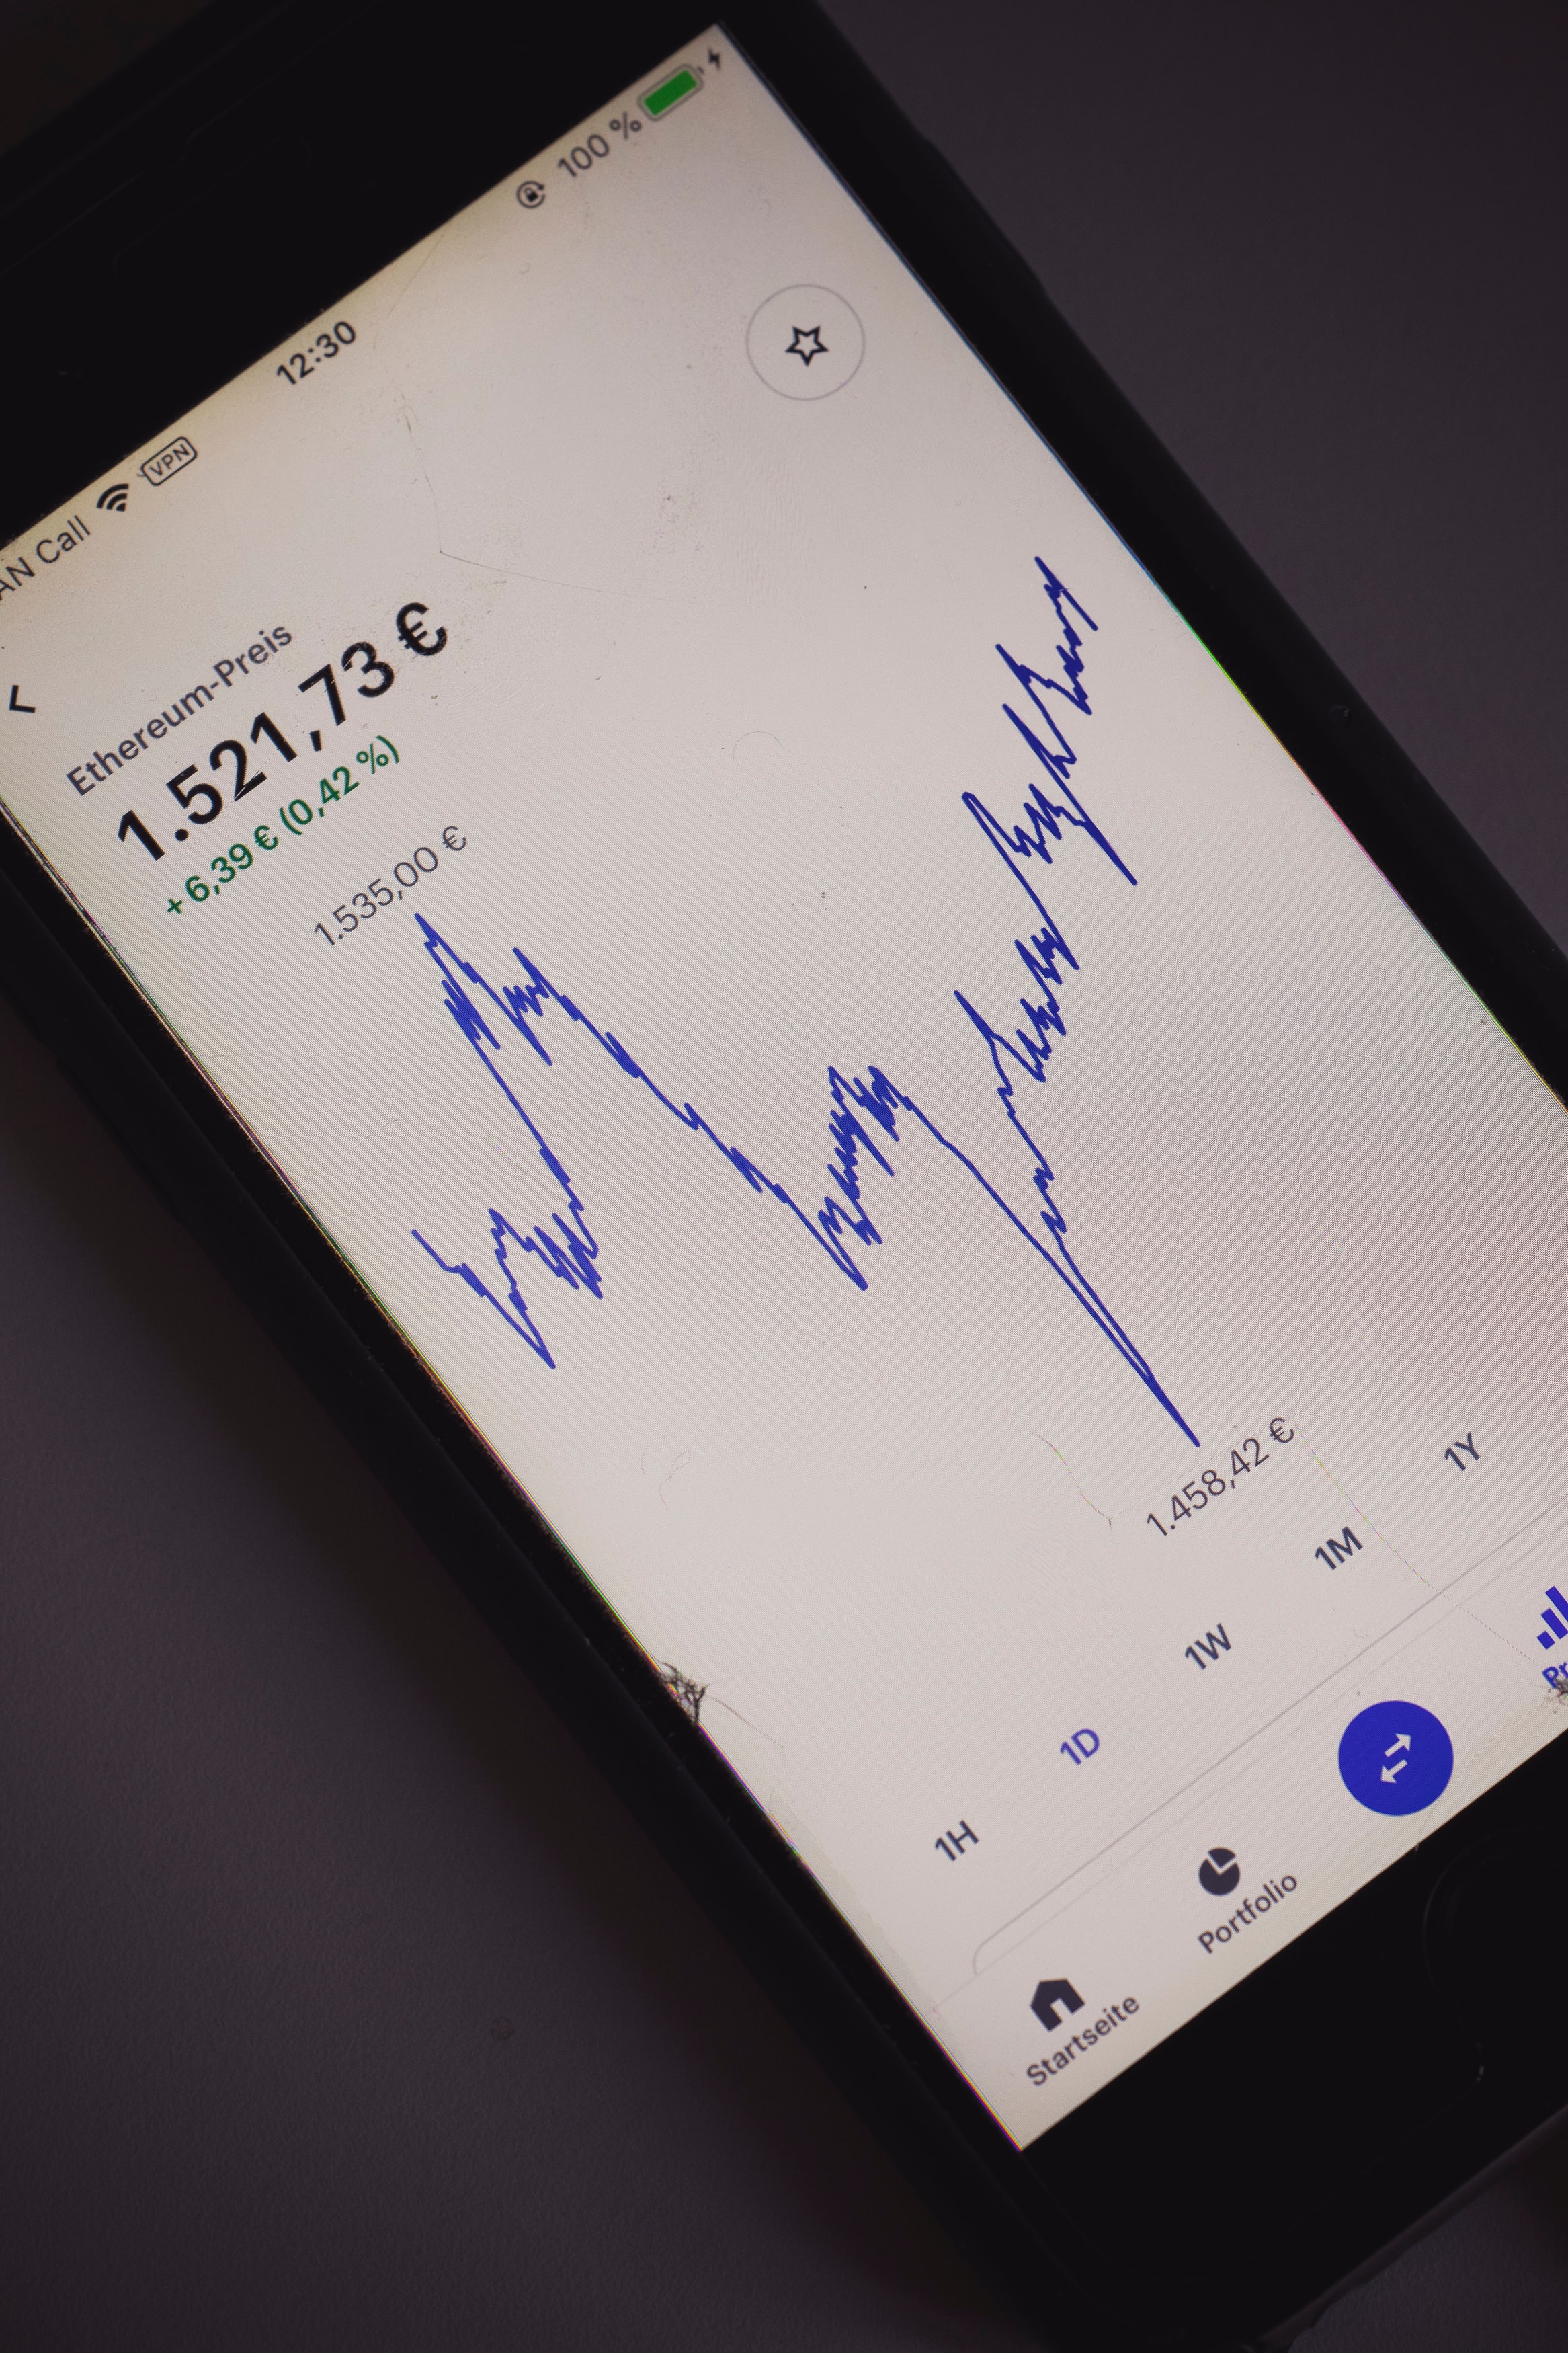 AN Call VPN 12:30 100 %
Ethereum-Preis
1.521,73 €
+ 6,39 € (0,42 %)
1.535,00 €
1.458,42 €
1H 1D 1W 1M 1Y
Startseite Portfolio Pr